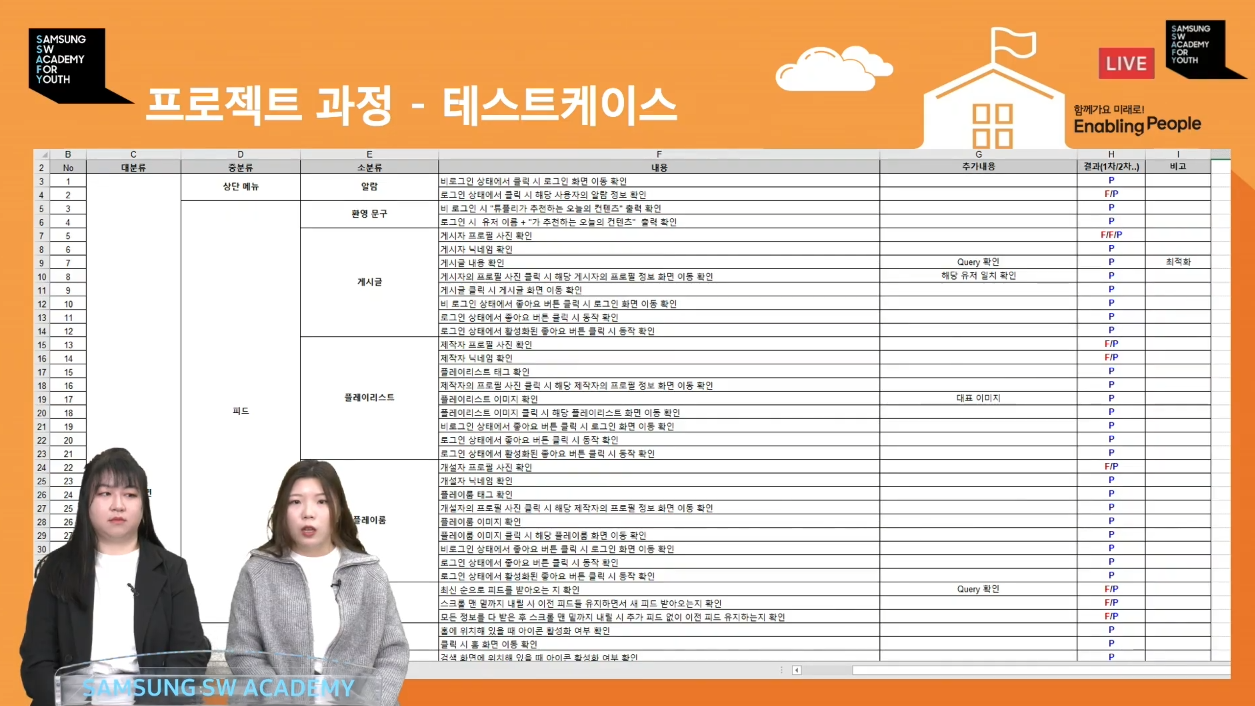 SAMSUNG
SW
ACADEMY
FOR
YOUTH
프로젝트 과정 - 테스트케이스
LIVE
SAMSUNG
SW
ACADEMY
FOR
YOUTH
함께가요 미래로!
Enabling People
B C D E F G H I
2 No 대분류 중분류 소분류 내용 추가내용 결과(1차/2차..) 비고
3 1 상단 메뉴 알람 비로그인 상태에서 클릭 시 로그인 화면 이동 확인 P
4 2 로그인 상태에서 클릭 시 해당 사용자의 알람 정보 확인 F/P
5 3 피드 환영 문구 비 로그인 시 "튜플리가 추천하는 오늘의 컨텐츠" 출력 확인 P
6 4 로그인 시 유저 이름 + "가 추천하는 오늘의 컨텐츠" 출력 확인 P
7 5 게시글 게시자 프로필 사진 확인 F/F/P
8 6 게시자 닉네임 확인 P
9 7 게시글 내용 확인 Query 확인 P 최적화
10 8 게시자의 프로필 사진 클릭 시 해당 게시자의 프로필 정보 화면 이동 확인 해당 유저 일치 확인 P
11 9 게시글 클릭 시 게시글 화면 이동 확인 P
12 10 비 로그인 상태에서 좋아요 버튼 클릭 시 로그인 화면 이동 확인 P
13 11 로그인 상태에서 좋아요 버튼 클릭 시 동작 확인 P
14 12 로그인 상태에서 활성화된 좋아요 버튼 클릭 시 동작 확인 P
15 13 플레이리스트 제작자 프로필 사진 확인 F/P
16 14 제작자 닉네임 확인 F/P
17 15 플레이리스트 태그 확인 P
18 16 제작자의 프로필 사진 클릭 시 해당 제작자의 프로필 정보 화면 이동 확인 P
19 17 플레이리스트 이미지 확인 대표 이미지 P
20 18 플레이리스트 이미지 클릭 시 해당 플레이리스트 화면 이동 확인 P
21 19 비로그인 상태에서 좋아요 버튼 클릭 시 로그인 화면 이동 확인 P
22 20 로그인 상태에서 좋아요 버튼 클릭 시 동작 확인 P
23 21 로그인 상태에서 활성화된 좋아요 버튼 클릭 시 동작 확인 P
24 22 플레이룸 개설자 프로필 사진 확인 F/P
25 23 개설자 닉네임 확인 P
26 24 플레이룸 태그 확인 P
27 25 개설자의 프로필 사진 클릭 시 해당 제작자의 프로필 정보 화면 이동 확인 P
28 26 플레이룸 이미지 확인 P
29 27 플레이룸 이미지 클릭 시 해당 플레이룸 화면 이동 확인 P
30 비로그인 상태에서 좋아요 버튼 클릭 시 로그인 화면 이동 확인 P
로그인 상태에서 좋아요 버튼 클릭 시 동작 확인 P
로그인 상태에서 활성화된 좋아요 버튼 클릭 시 동작 확인 P
최신 순으로 피드를 받아오는 지 확인 Query 확인 F/P
스크롤 맨 밑까지 내릴 시 이전 피드들 유지하면서 새 피드 받아오는지 확인 F/P
모든 정보를 다 받은 후 스크롤 맨 밑까지 내릴 시 추가 피드 없이 이전 피드 유지하는지 확인 F/P
홈에 위치해 있을 때 아이콘 활성화 여부 확인 P
클릭 시 홈 화면 이동 확인 P
검색 화면에 위치해 있을 때 아이콘 활성화 여부 확인 P
SAMSUNG SW ACADEMY